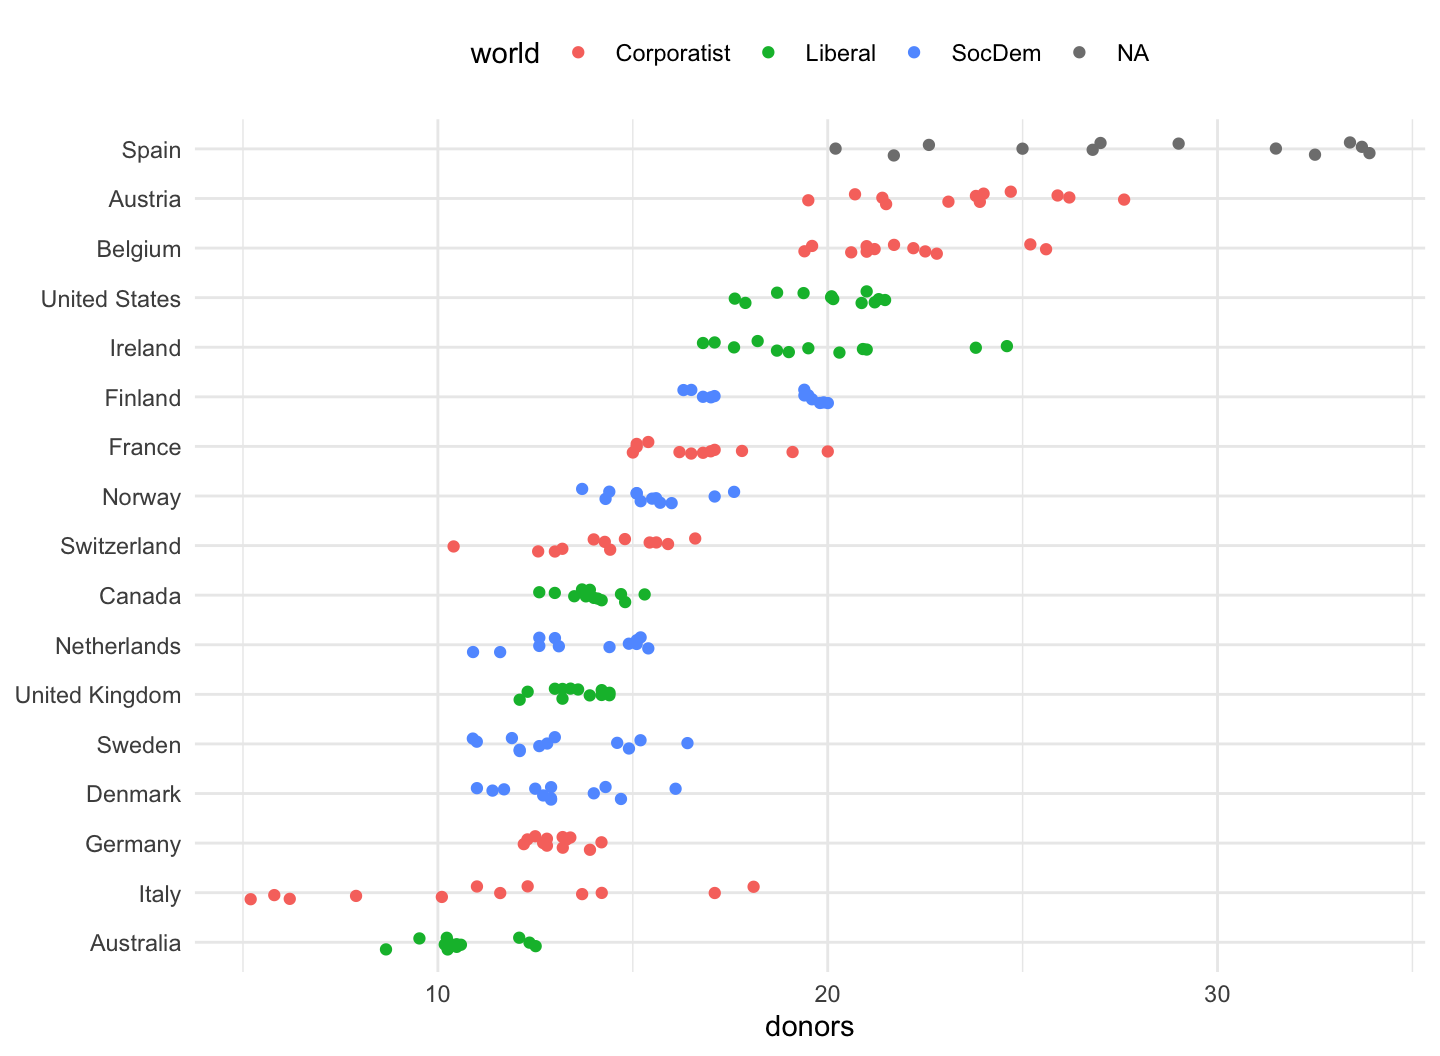 world Corporatist Liberal SocDem NA
Spain
Austria
Belgium
United States
Ireland
Finland
France
Norway
Switzerland
Canada
Netherlands
United Kingdom
Sweden
Denmark
Germany
Italy
Australia
10 20 30
donors